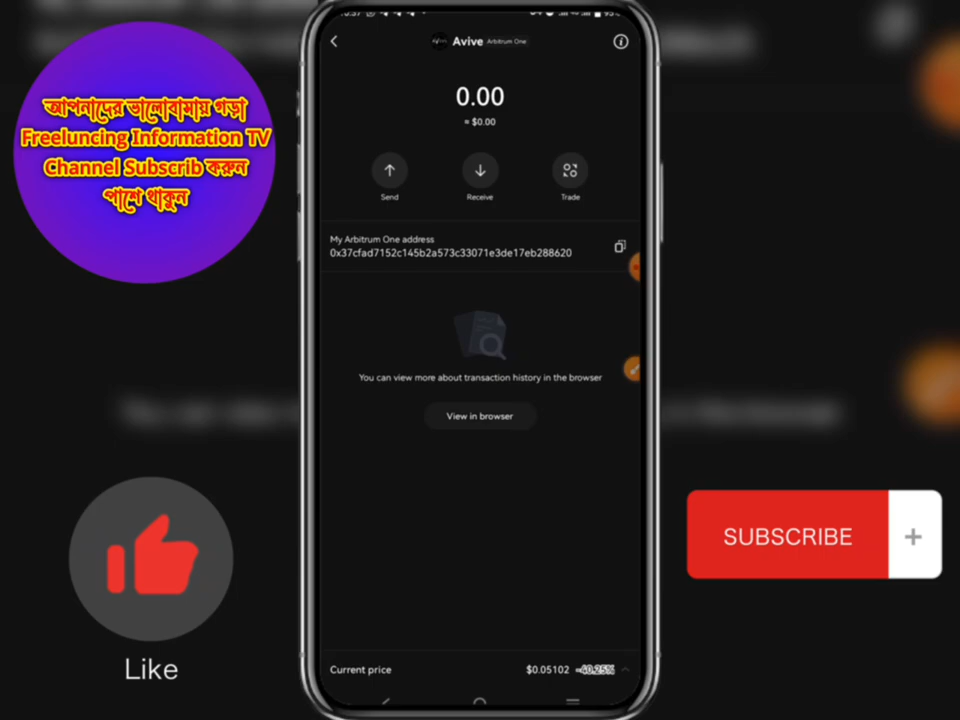 আপনাদের ভালোবাসায় গড়া
Freeluncing Information TV
Channel Subscrib করুন
পাশে থাকুন
Avive Arbitrum One
0.00
≈ $0.00
Send
Receive
Trade
My Arbitrum One address
0x37cfad7152c145b2a573c33071e3de17eb288620
You can view more about transaction history in the browser
View in browser
Like
SUBSCRIBE +
Current price
$0.05102 -40.25%